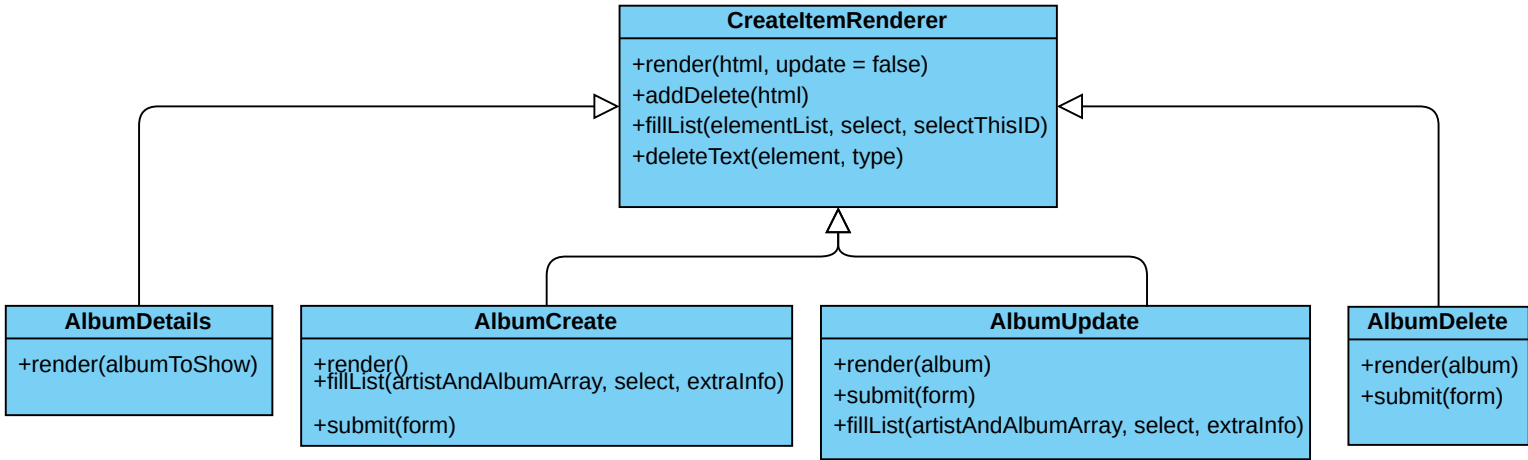 CreateItemRenderer
+render(html, update = false)
+addDelete(html)
+fillList(elementList, select, selectThisID)
+deleteText(element, type)
AlbumDetails
+render(albumToShow)
AlbumCreate
+render()
+fillList(artistAndAlbumArray, select, extraInfo)
+submit(form)
AlbumUpdate
+render(album)
+submit(form)
+fillList(artistAndAlbumArray, select, extraInfo)
AlbumDelete
+render(album)
+submit(form)